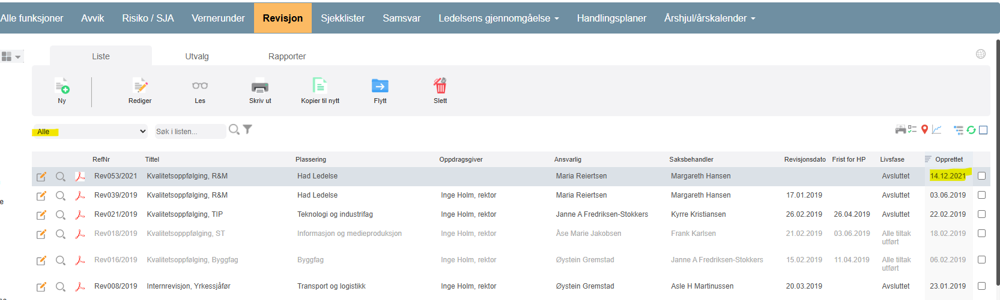 Alle funksjoner Avvik Risiko / SJA Vernerunder Revisjon Sjekklister Samsvar Ledelsens gjennomgåelse Handlingsplaner Årshjul/årskalender
Liste Utvalg Rapporter
Ny Rediger Les Skriv ut Kopier til nytt Flytt Slett
Alle Søk i listen...
RefNr Tittel Plassering Oppdragsgiver Ansvarlig Saksbehandler Revisjonsdato Frist for HP Livsfase Opprettet
Rev053/2021 Kvalitetsoppfølging, R&M Had Ledelse Maria Reiertsen Margareth Hansen Avsluttet 14.12.2021
e Rev039/2019 Kvalitetsoppfølging, R&M Had Ledelse Inge Holm, rektor Maria Reiertsen Margareth Hansen 17.01.2019 Avsluttet 03.06.2019
Rev021/2019 Kvalitetsoppfølging, TIP Teknologi og industrifag Inge Holm, rektor Janne A Fredriksen-Stokkers Kyrre Kristiansen 26.02.2019 26.04.2019 Avsluttet 22.02.2019
Rev018/2019 Kvalitetsopppfølging, ST Informasjon og medieproduksjon Inge Holm, rektor Åse Marie Jakobsen Frank Karlsen 21.02.2019 03.06.2019 Alle tiltak 18.02.2019
utført
Rev016/2019 Kvalitetsoppfølging, Byggfag Byggfag Inge Holm, rektor Øystein Gremstad Janne A Fredriksen-Stokkers 15.02.2019 11.04.2019 Alle tiltak 06.02.2019
utført
Rev008/2019 Internrevisjon, Yrkessjåfør Transport og logistikk Inge Holm, rektor Øystein Gremstad Asle H Martinussen 20.03.2019 Avsluttet 23.01.2019